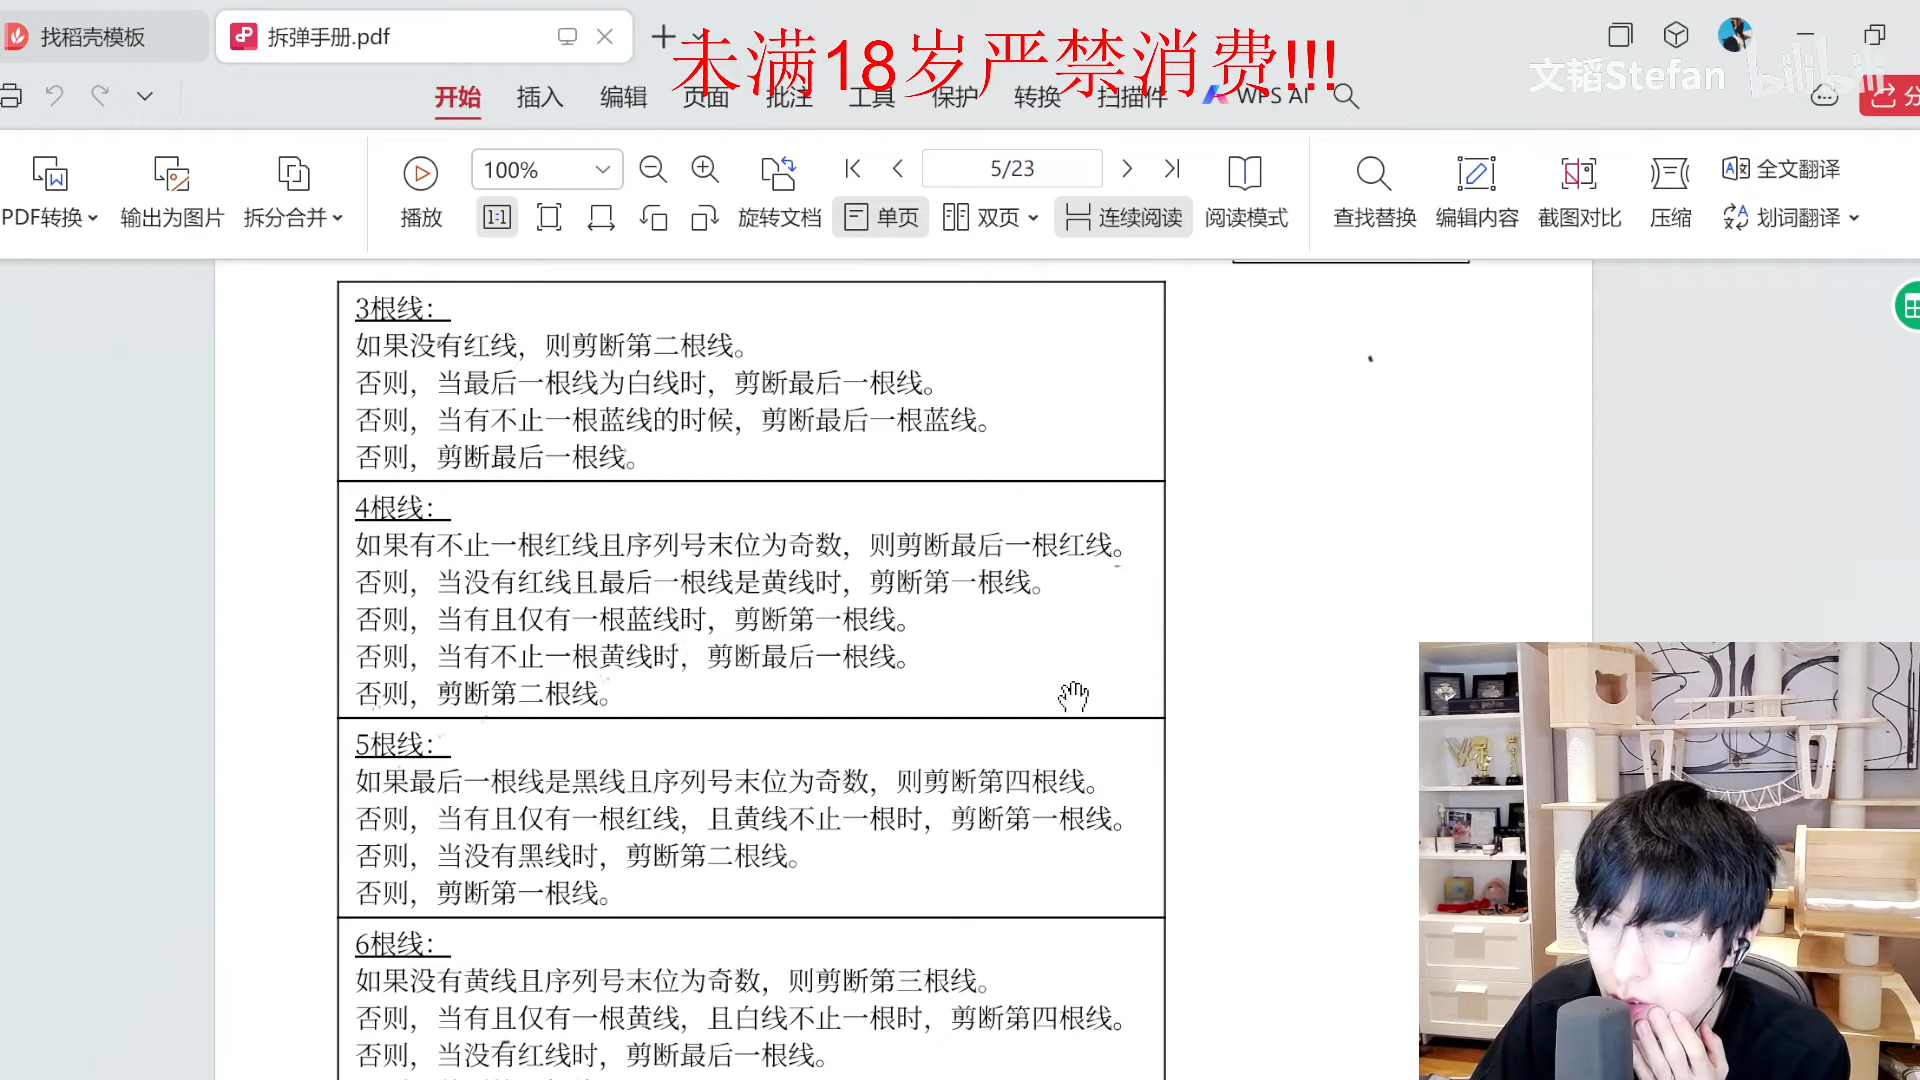 找稻壳模板
拆弹手册.pdf
未满18岁严禁消费!!!
文韬Stefan
bilibili
开始 插入 编辑 页面 批注 工具 保护 转换 扫描件 WPS AI
分
100%
5/23
PDF转换 输出为图片 拆分合并 播放 旋转文档 单页 双页 连续阅读 阅读模式 查找替换 编辑内容 截图对比 压缩
全文翻译
划词翻译
3根线：
如果没有红线，则剪断第二根线。
否则，当最后一根线为白线时，剪断最后一根线。
否则，当有不止一根蓝线的时候，剪断最后一根蓝线。
否则，剪断最后一根线。
4根线：
如果有不止一根红线且序列号末位为奇数，则剪断最后一根红线。
否则，当没有红线且最后一根线是黄线时，剪断第一根线。
否则，当有且仅有一根蓝线时，剪断第一根线。
否则，当有不止一根黄线时，剪断最后一根线。
否则，剪断第二根线。
5根线：
如果最后一根线是黑线且序列号末位为奇数，则剪断第四根线。
否则，当有且仅有一根红线，且黄线不止一根时，剪断第一根线。
否则，当没有黑线时，剪断第二根线。
否则，剪断第一根线。
6根线：
如果没有黄线且序列号末位为奇数，则剪断第三根线。
否则，当有且仅有一根黄线，且白线不止一根时，剪断第四根线。
否则，当没有红线时，剪断最后一根线。